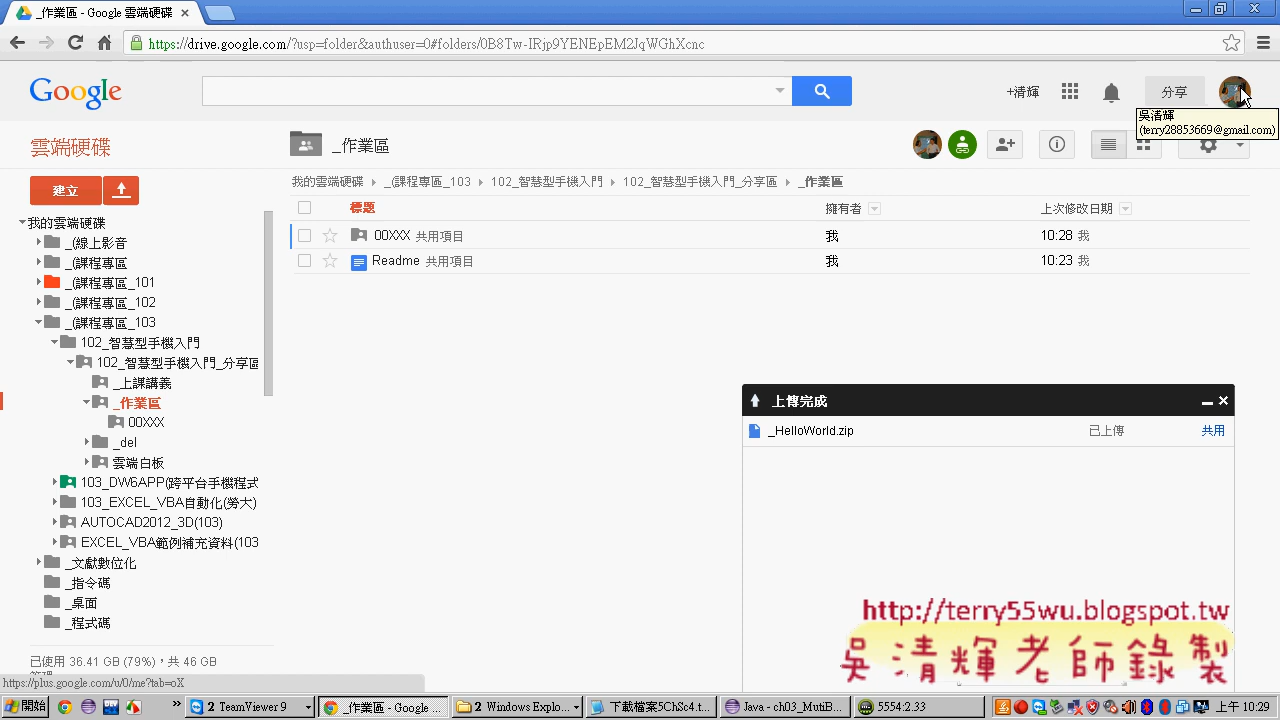 _作業區 - Google 雲端硬碟
https://drive.google.com/?usp=folder&authuser=0#folders/0B8Tw-IRjp9YENEpEM2JqWGhXcnc
Google
+清輝
分享
吳清輝
(terry28853669@gmail.com)
雲端硬碟
_作業區
建立
我的雲端硬碟
_(課程專區_103
102_智慧型手機入門
102_智慧型手機入門_分享區
_作業區
標題
擁有者
上次修改日期
00XXX 共用項目
我
10:28 我
Readme 共用項目
我
10:23 我
我的雲端硬碟
_(線上影音
_(課程專區
_(課程專區_101
_(課程專區_102
_(課程專區_103
102_智慧型手機入門
102_智慧型手機入門_分享區
_上課講義
_作業區
00XXX
_del
雲端白板
103_DW6APP(跨平台手機程式
103_EXCEL_VBA自動化(勞大)
AUTOCAD2012_3D(103)
EXCEL_VBA範例補充資料(103
_文獻數位化
_指令碼
_桌面
_程式碼
已使用 36.41 GB (79%)，共 46 GB
上傳完成
_HelloWorld.zip
已上傳
共用
http://terry55wu.blogspot.tw
吳清輝老師錄製
https://plus.google.com/u/0/me?tab=oX
開始
2 TeamViewer 9
_作業區 - Google ...
2 Windows Explo...
下載檔案5ChSc4.t...
Java - ch03_MutiB...
5554:2.33
上午 10:29